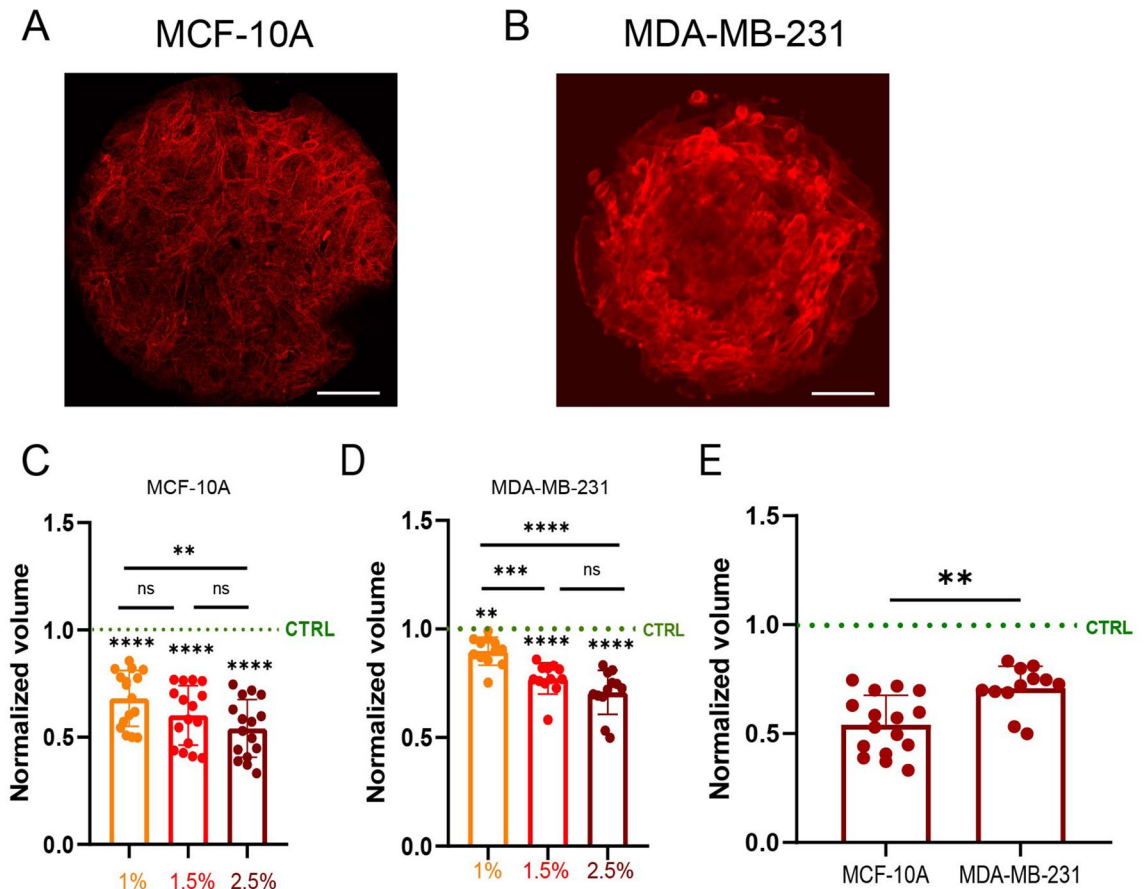 A
MCF-10A
B
MDA-MB-231
C
MCF-10A
Normalized volume
1.5
1.0
0.5
0.0
**
ns
ns
CTRL
****
****
****
1%
1.5%
2.5%
D
MDA-MB-231
Normalized volume
1.5
1.0
0.5
0.0
****
***
ns
CTRL
**
****
****
1%
1.5%
2.5%
E
Normalized volume
1.5
1.0
0.5
0.0
**
CTRL
MCF-10A
MDA-MB-231